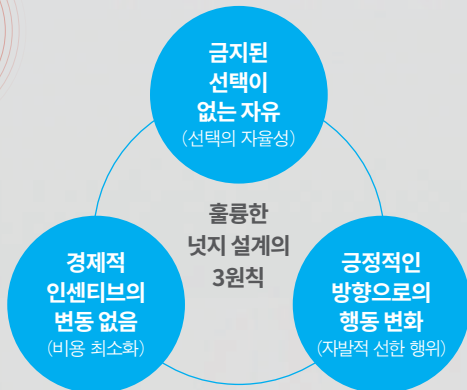 금지된
선택이
없는 자유
(선택의 자율성)
훌륭한
넛지 설계의
3원칙
경제적
인센티브의
변동 없음
(비용 최소화)
긍정적인
방향으로의
행동 변화
(자발적 선한 행위)